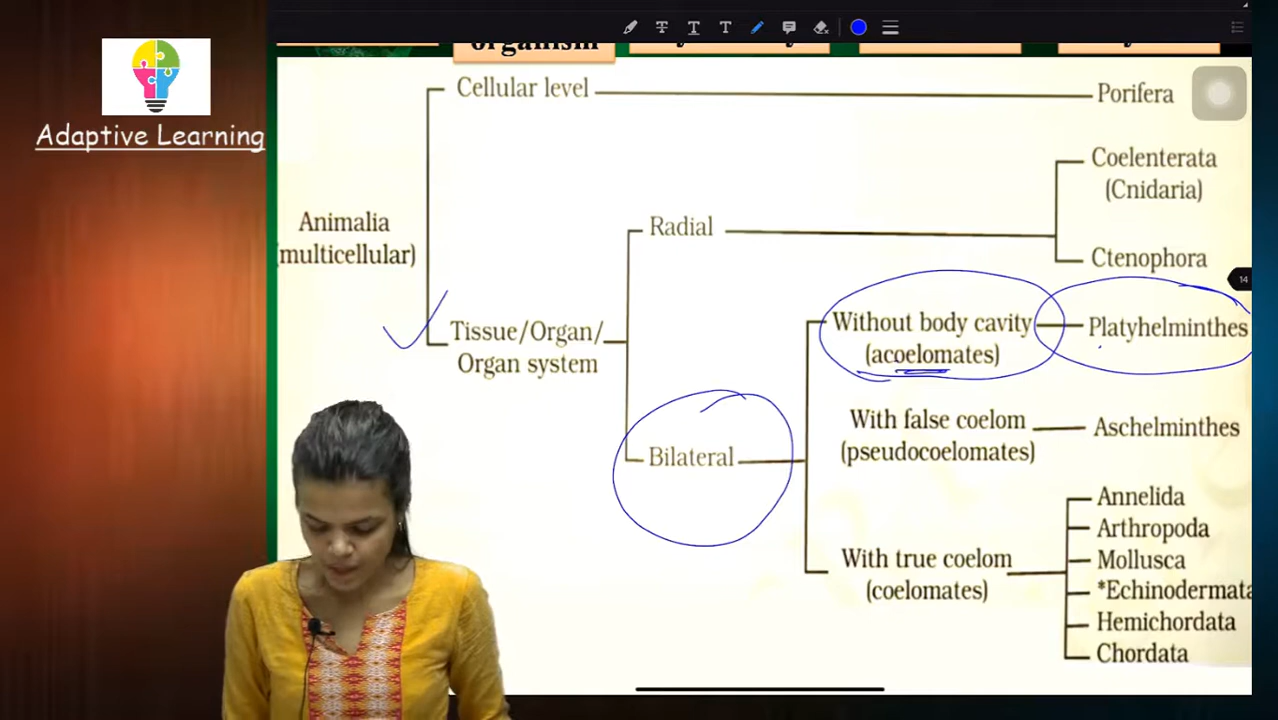 Adaptive Learning
organism
Cellular level
Porifera
Coelenterata
(Cnidaria)
Animalia
(multicellular)
Radial
Ctenophora
14
Tissue/Organ/
Organ system
Without body cavity
(acoelomates)
Platyhelminthes
Bilateral
With false coelom
(pseudocoelomates)
Aschelminthes
With true coelom
(coelomates)
Annelida
Arthropoda
Mollusca
*Echinodermata
Hemichordata
Chordata